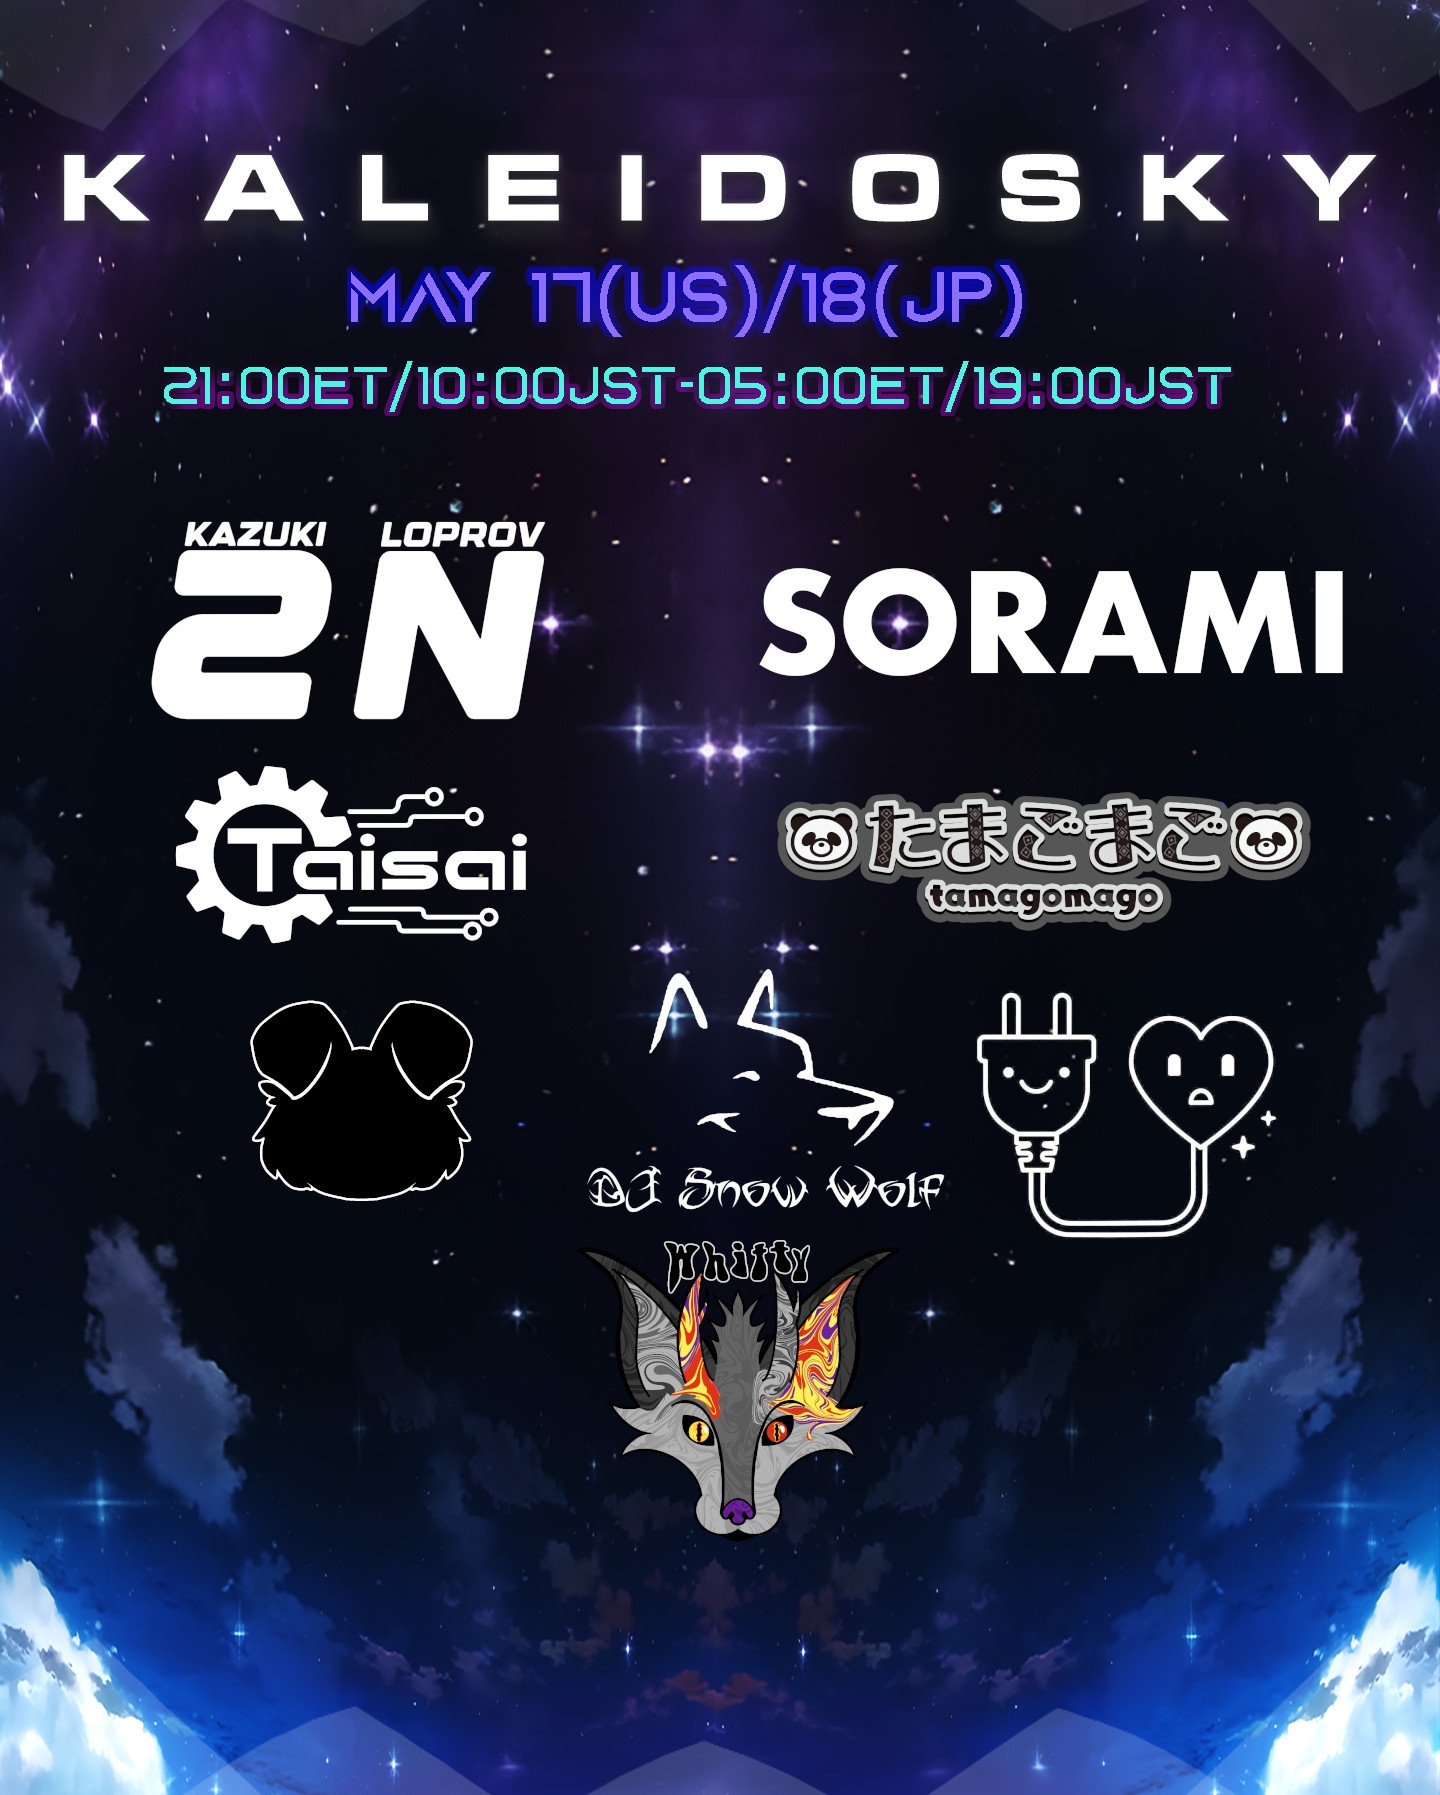 KALEIDOSKY
MAY 17(US)/18(JP)
21:00ET/10:00JST-05:00ET/19:00JST
KAZUKI LOPROV
2N
SORAMI
Taisai
たまごまご
tamagomago
DJ Snow Wolf
Whifty